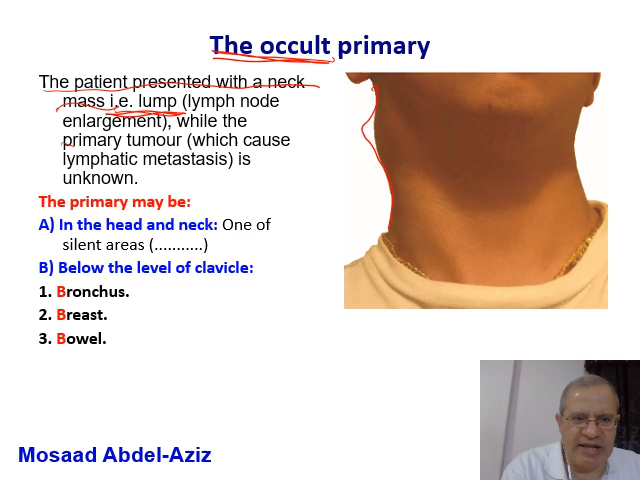 The occult primary
The patient presented with a neck
mass i.e. lump (lymph node
enlargement), while the
primary tumour (which cause
lymphatic metastasis) is
unknown.
The primary may be:
A) In the head and neck: One of
silent areas (...........)
B) Below the level of clavicle:
1. Bronchus.
2. Breast.
3. Bowel.
Mosaad Abdel-Aziz